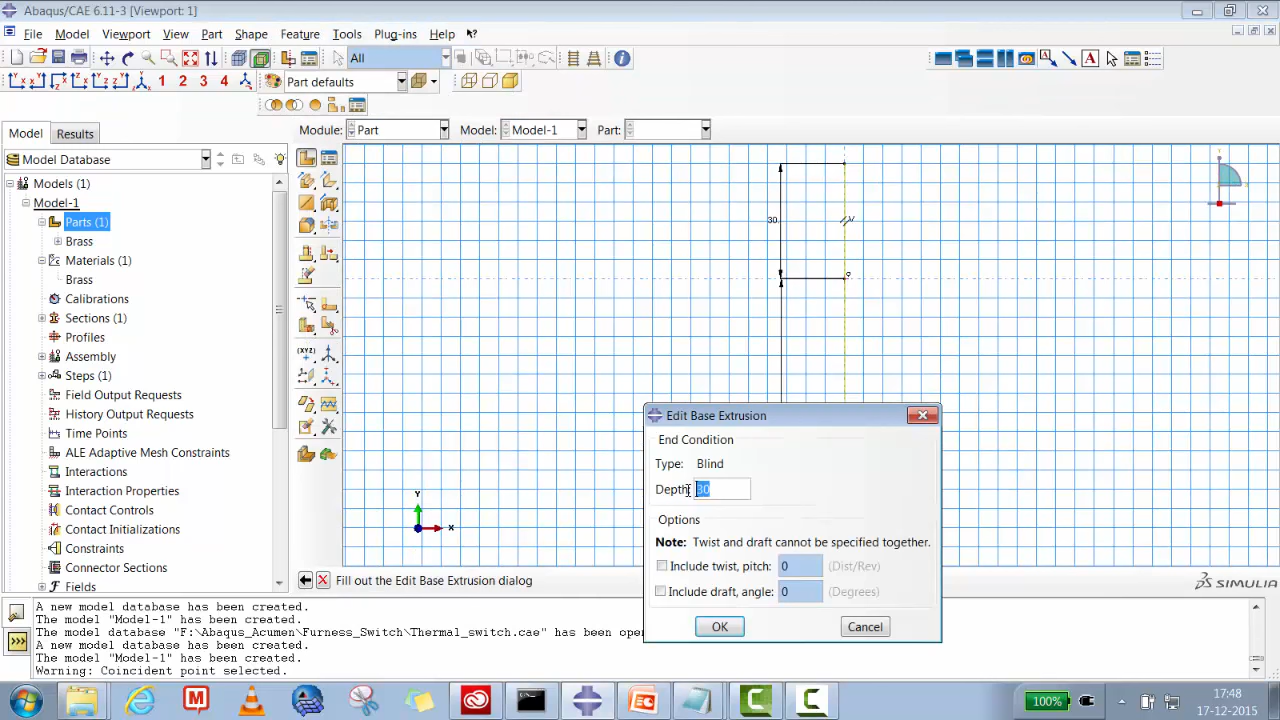 Abaqus/CAE 6.11-3 [Viewport: 1]
File Model Viewport View Part Shape Feature Tools Plug-ins Help
All
1 2 3 4 Part defaults
Model Results Module: Part Model: Model-1 Part:
Model Database
Models (1)
Model-1
Parts (1)
Brass
Materials (1)
Brass
Calibrations
Sections (1)
Profiles
Assembly
Steps (1)
Field Output Requests
History Output Requests
Time Points
ALE Adaptive Mesh Constraints
Interactions
Interaction Properties
Contact Controls
Contact Initializations
Constraints
Connector Sections
Fields
30
V
Y
X
Edit Base Extrusion
End Condition
Type: Blind
Depth: 30
Options
Note: Twist and draft cannot be specified together.
Include twist, pitch: 0 (Dist/Rev)
Include draft, angle: 0 (Degrees)
OK Cancel
Fill out the Edit Base Extrusion dialog
SIMULIA
A new model database has been created.
The model "Model-1" has been created.
The model database "F:\Abaqus_Acumen\Furness_Switch\Thermal_switch.cae" has been open
A new model database has been created.
The model "Model-1" has been created.
Warning: Coincident point selected.
100%
17:48
17-12-2015